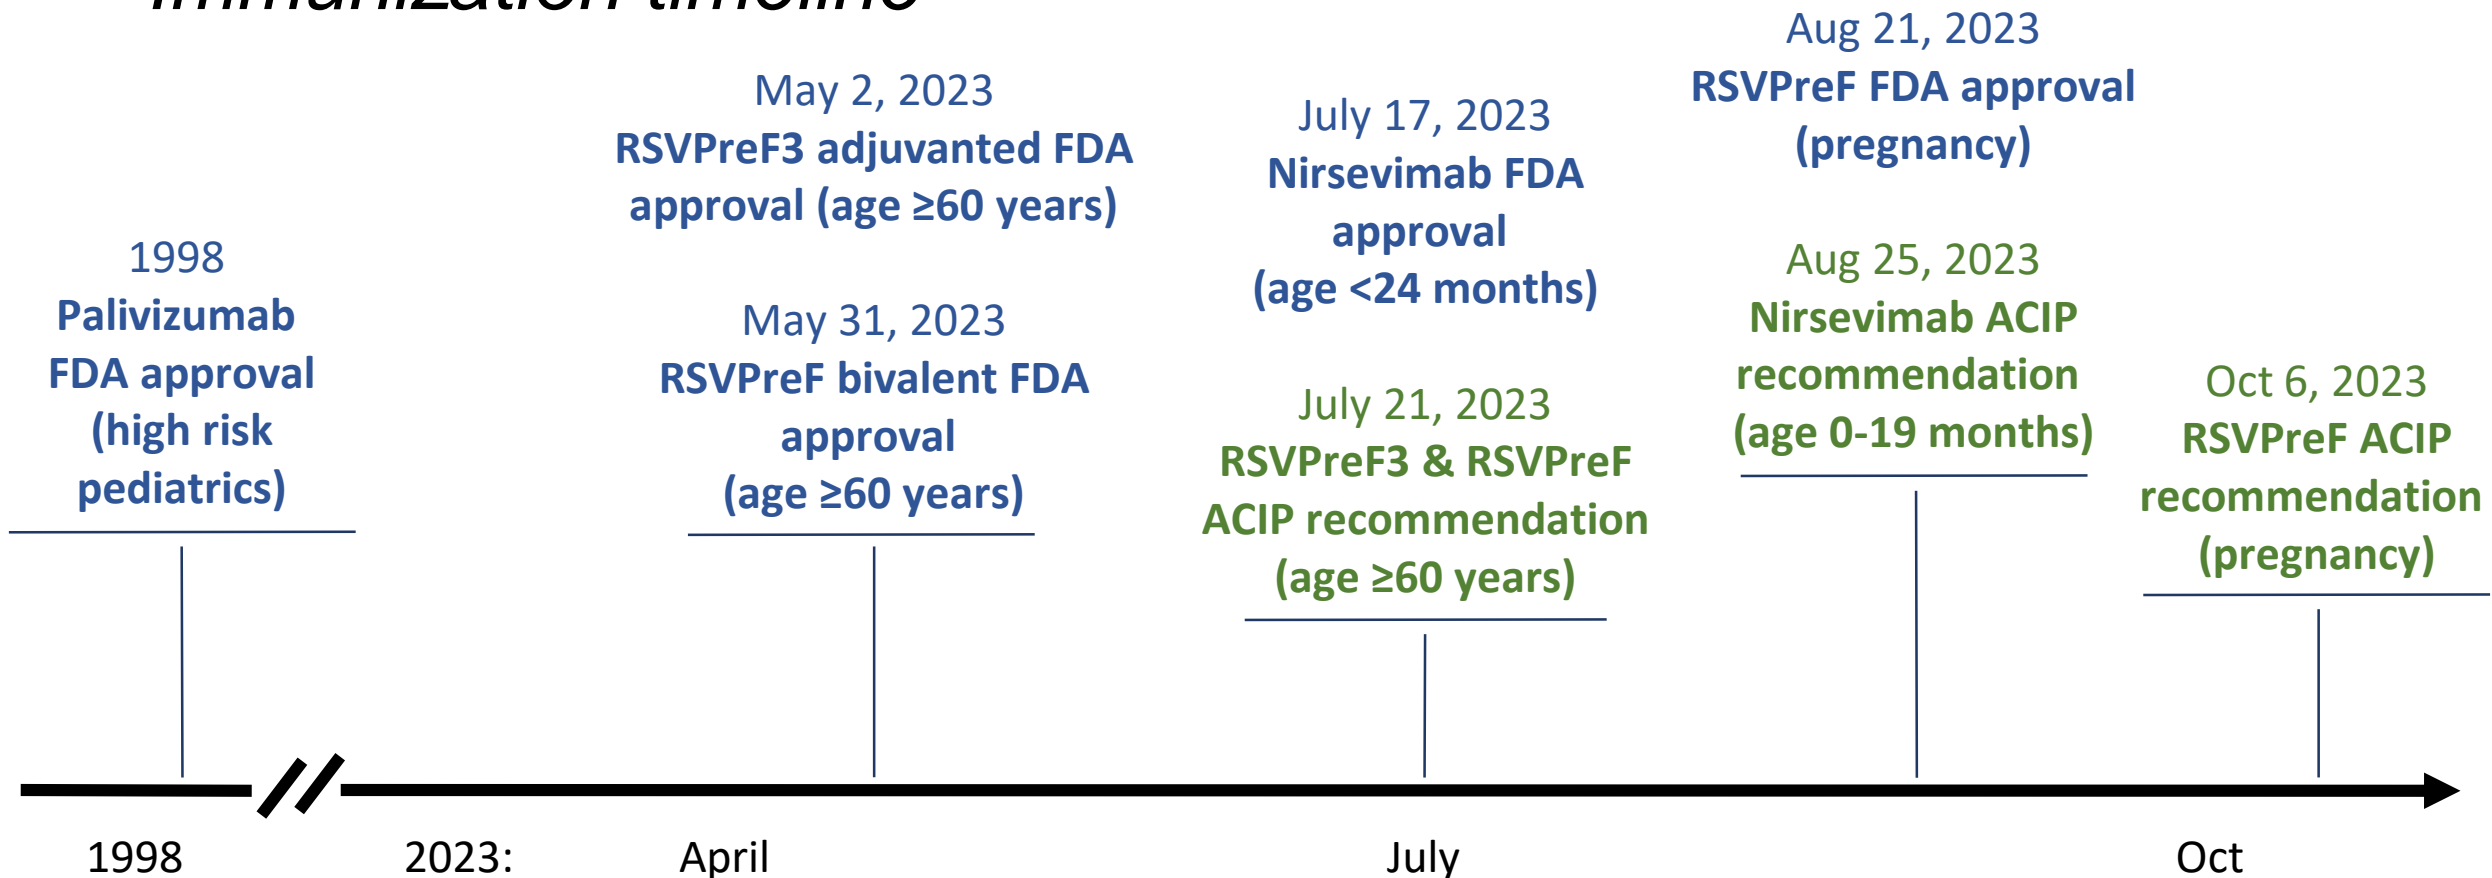 Immunization timeline
1998
Palivizumab
FDA approval
(high risk
pediatrics)
May 2, 2023
RSVPreF3 adjuvanted FDA
approval (age ≥60 years)
May 31, 2023
RSVPreF bivalent FDA
approval
(age ≥60 years)
July 17, 2023
Nirsevimab FDA
approval
(age <24 months)
July 21, 2023
RSVPreF3 & RSVPreF
ACIP recommendation
(age ≥60 years)
Aug 21, 2023
RSVPreF FDA approval
(pregnancy)
Aug 25, 2023
Nirsevimab ACIP
recommendation
(age 0-19 months)
Oct 6, 2023
RSVPreF ACIP
recommendation
(pregnancy)
1998
2023:
April
July
Oct